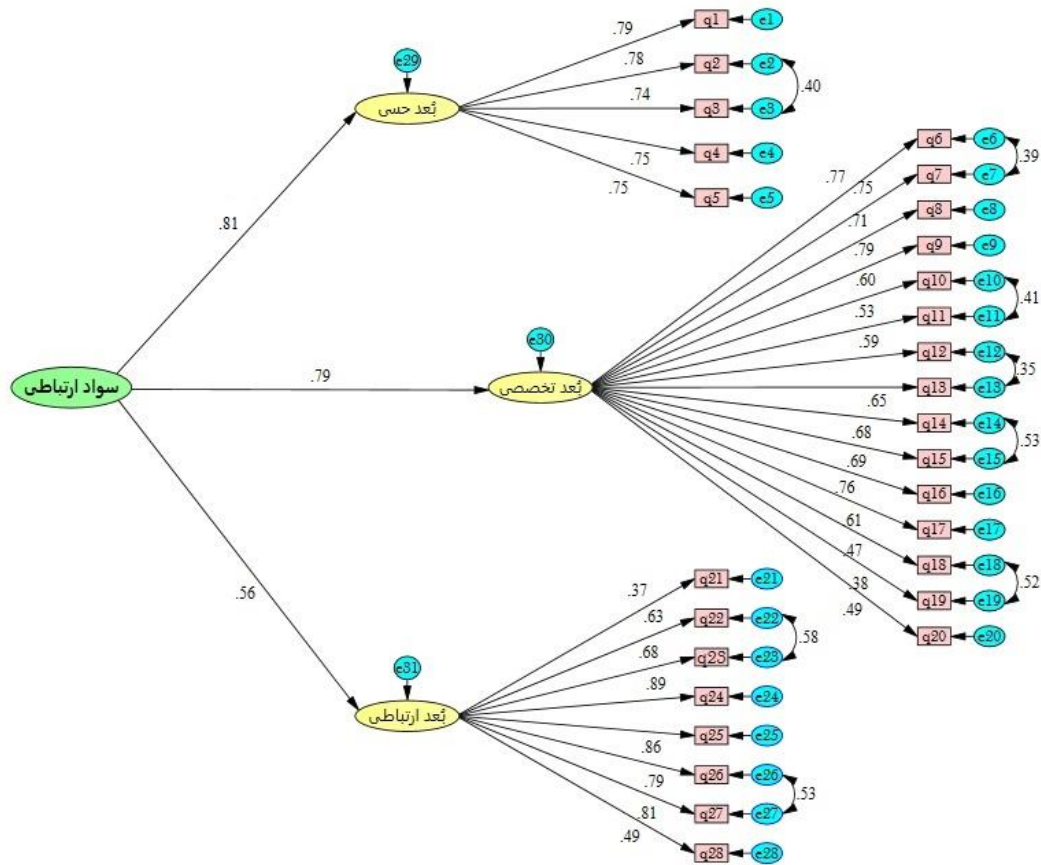 .79
q1
e1
.78
q2
e2
.40
e29
.74
q3
e3
بُعد حسی
.75
q4
e4
.75
q5
e5
.81
.77
q6
e6
.39
.75
q7
e7
.71
q8
e8
.79
q9
e9
.60
q10
e10
.41
.53
q11
e11
e30
.59
q12
e12
.35
سواد ارتباطی
.79
بُعد تخصصی
q13
e13
.65
q14
e14
.53
.68
q15
e15
.69
q16
e16
.76
q17
e17
.61
q18
e18
.52
.47
q19
e19
.38
.49
q20
e20
.56
.37
q21
e21
.63
q22
e22
.58
.68
q23
e23
e31
.89
q24
e24
بُعد ارتباطی
q25
e25
.86
q26
e26
.53
.79
q27
e27
.81
.49
q28
e28